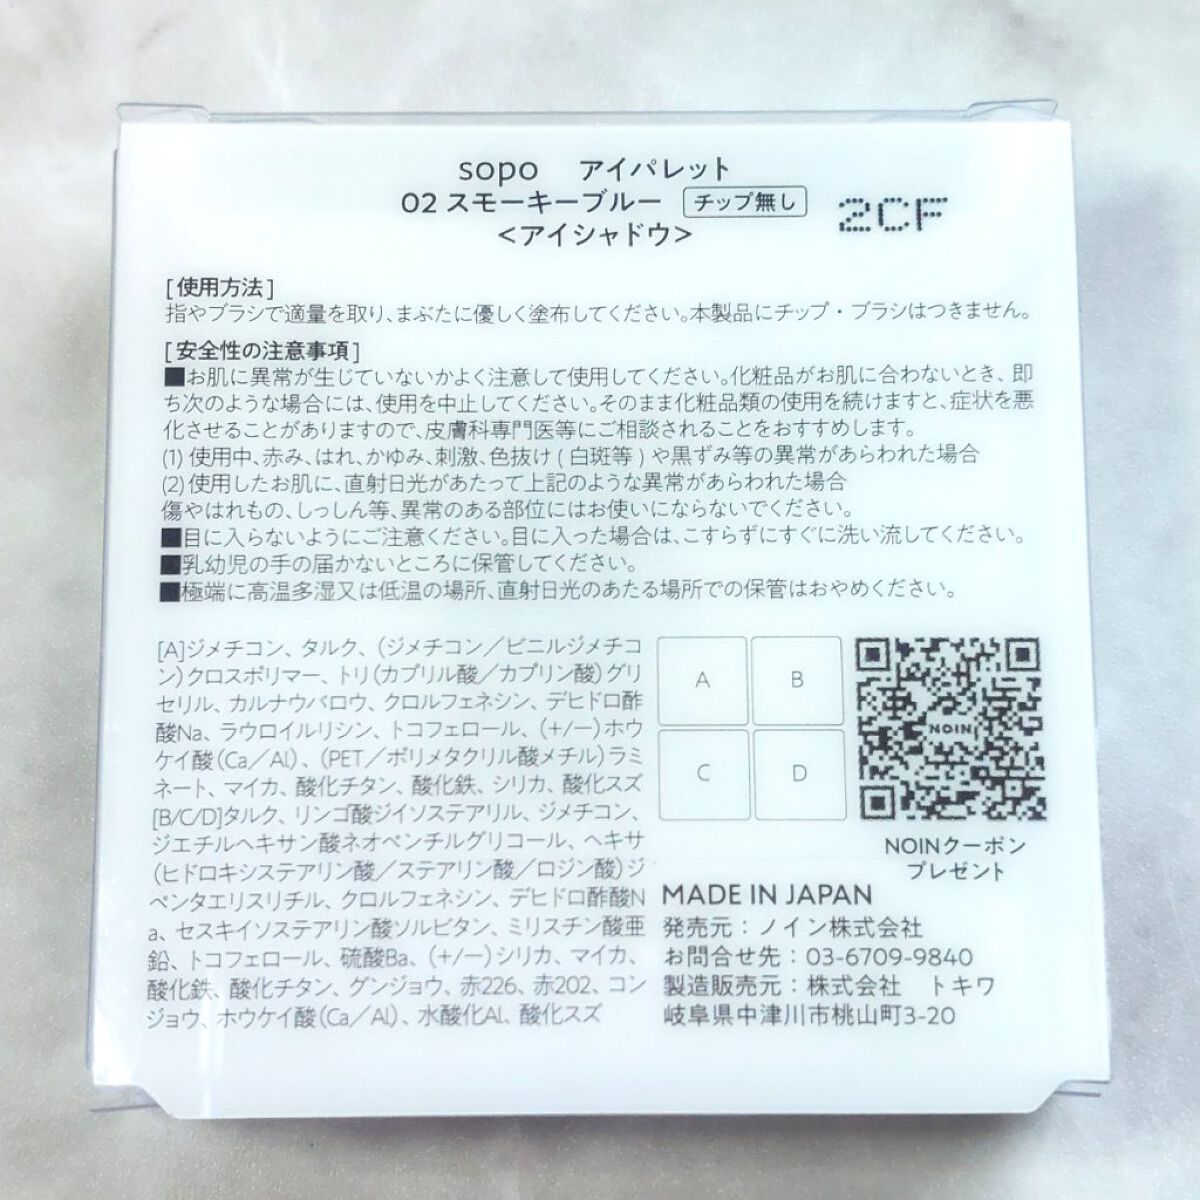 sopo アイパレット
02 スモーキーブルー チップ無し
<アイシャドウ>
2CF
[使用方法]
指やブラシで適量を取り、まぶたに優しく塗布してください。本製品にチップ・ブラシはつきません。
[安全性の注意事項]
■お肌に異常が生じていないかよく注意して使用してください。化粧品がお肌に合わないとき、即
ち次のような場合には、使用を中止してください。そのまま化粧品類の使用を続けますと、症状を悪
化させることがありますので、皮膚科専門医等にご相談されることをおすすめします。
(1) 使用中、赤み、はれ、かゆみ、刺激、色抜け ( 白斑等 ) や黒ずみ等の異常があらわれた場合
(2) 使用したお肌に、直射日光があたって上記のような異常があらわれた場合
傷やはれもの、しっしん等、異常のある部位にはお使いにならないでください。
■目に入らないようにご注意ください。目に入った場合は、こすらずにすぐに洗い流してください。
■乳幼児の手の届かないところに保管してください。
■極端に高温多湿又は低温の場所、直射日光のあたる場所での保管はおやめください。
[A]ジメチコン、タルク、(ジメチコン／ビニルジメチコ
ン)クロスポリマー、トリ(カプリル酸／カプリン酸)グリ
セリル、カルナウバロウ、クロルフェネシン、デヒドロ酢
酸Na、ラウロイルリシン、トコフェロール、(+/−)ホウ
ケイ酸(Ca／Al)、(PET／ポリメタクリル酸メチル)ラミ
ネート、マイカ、酸化チタン、酸化鉄、シリカ、酸化スズ
[B/C/D]タルク、リンゴ酸ジイソステアリル、ジメチコン、
ジエチルヘキサン酸ネオペンチルグリコール、ヘキサ
(ヒドロキシステアリン酸／ステアリン酸／ロジン酸)ジ
ペンタエリスリチル、クロルフェネシン、デヒドロ酢酸N
a、セスキイソステアリン酸ソルビタン、ミリスチン酸亜
鉛、トコフェロール、硫酸Ba、(+/−)シリカ、マイカ、
酸化鉄、酸化チタン、グンジョウ、赤226、赤202、コン
ジョウ、ホウケイ酸(Ca／Al)、水酸化Al、酸化スズ
A
B
C
D
NOIN
NOINクーポン
プレゼント
MADE IN JAPAN
発売元：ノイン株式会社
お問合せ先：03-6709-9840
製造販売元：株式会社 トキワ
岐阜県中津川市桃山町3-20